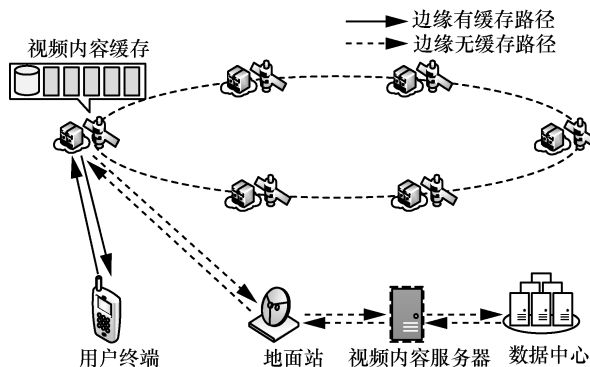 边缘有缓存路径
边缘无缓存路径
视频内容缓存
用户终端
地面站
视频内容服务器
数据中心